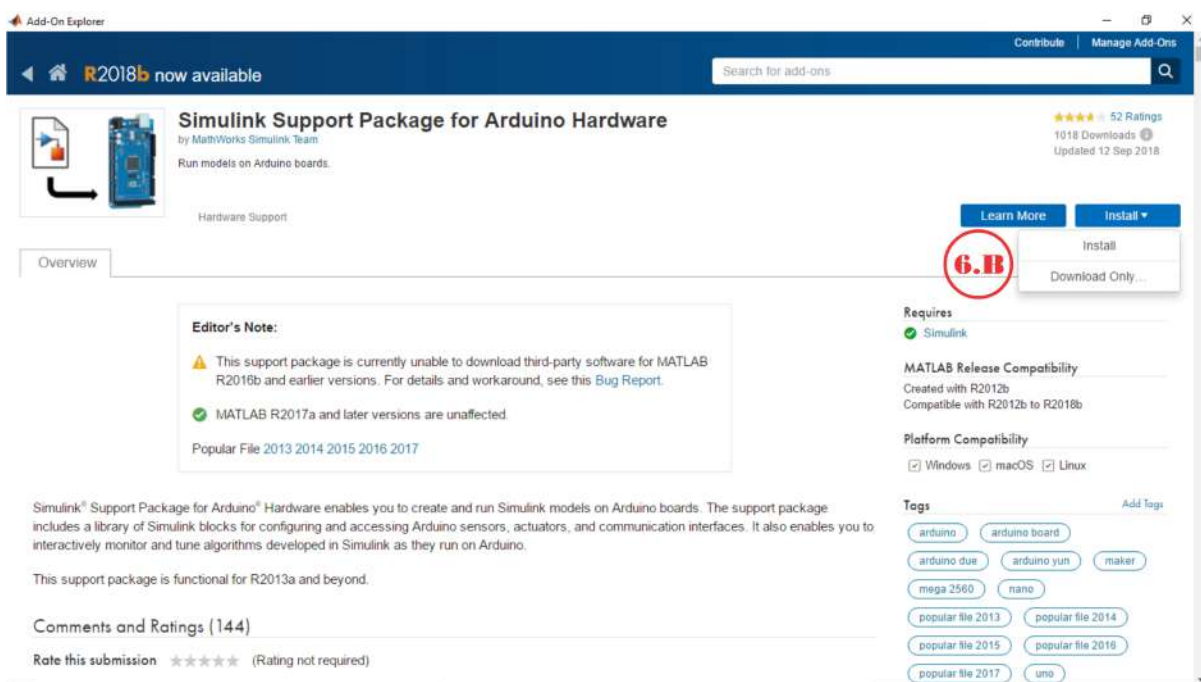 Add-On Explorer
Contribute | Manage Add-Ons
R2018b now available
Search for add-ons
Simulink Support Package for Arduino Hardware
by MathWorks Simulink Team
Run models on Arduino boards.
52 Ratings
1018 Downloads
Updated 12 Sep 2018
Hardware Support
Learn More
Install
Install
Download Only...
6.B
Overview
Editor's Note:
This support package is currently unable to download third-party software for MATLAB
R2016b and earlier versions. For details and workaround, see this Bug Report.
MATLAB R2017a and later versions are unaffected.
Popular File 2013 2014 2015 2016 2017
Requires
Simulink
MATLAB Release Compatibility
Created with R2012b
Compatible with R2012b to R2018b
Platform Compatibility
Windows macOS Linux
Simulink® Support Package for Arduino® Hardware enables you to create and run Simulink models on Arduino boards. The support package
includes a library of Simulink blocks for configuring and accessing Arduino sensors, actuators, and communication interfaces. It also enables you to
interactively monitor and tune algorithms developed in Simulink as they run on Arduino.
This support package is functional for R2013a and beyond.
Tags
Add Tags
arduino arduino board
arduino due arduino yun maker
mega 2560 nano
popular file 2013 popular file 2014
popular file 2015 popular file 2016
popular file 2017 uno
Comments and Ratings (144)
Rate this submission (Rating not required)